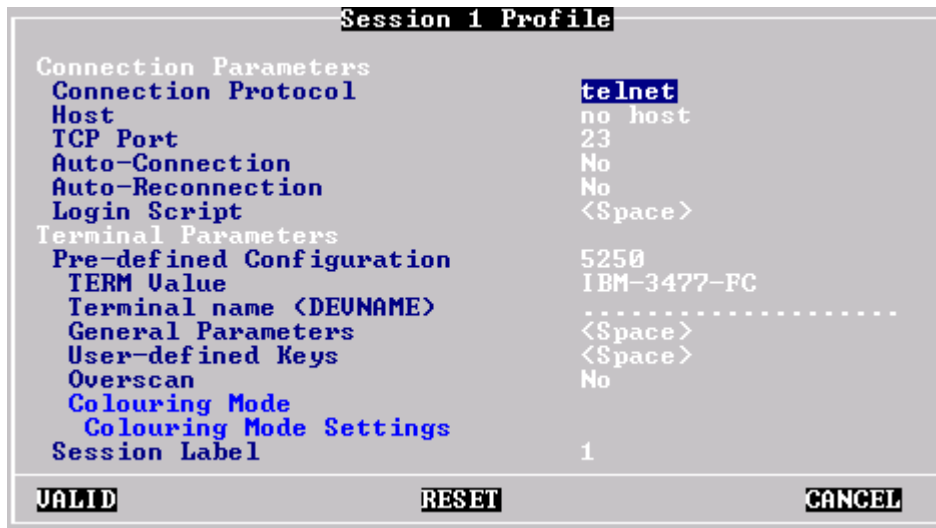 Session 1 Profile
Connection Parameters
Connection Protocol telnet
Host no host
TCP Port 23
Auto-Connection No
Auto-Reconnection No
Login Script <Space>
Terminal Parameters
Pre-defined Configuration 5250
TERM Value IBM-3477-FC
Terminal name (DEVNAME) ....................
General Parameters <Space>
User-defined Keys <Space>
Overscan No
Colouring Mode
Colouring Mode Settings
Session Label 1
VALID RESET CANCEL